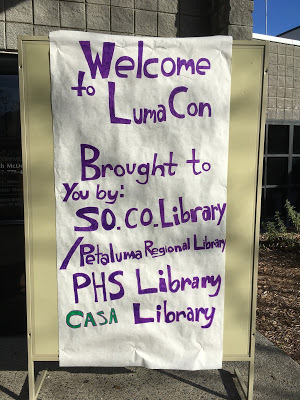 Welcome
to LumaCon
Brought to
You by:
SO.CO.Library
/Petaluma Regional Library
PHS Library
CASA Library